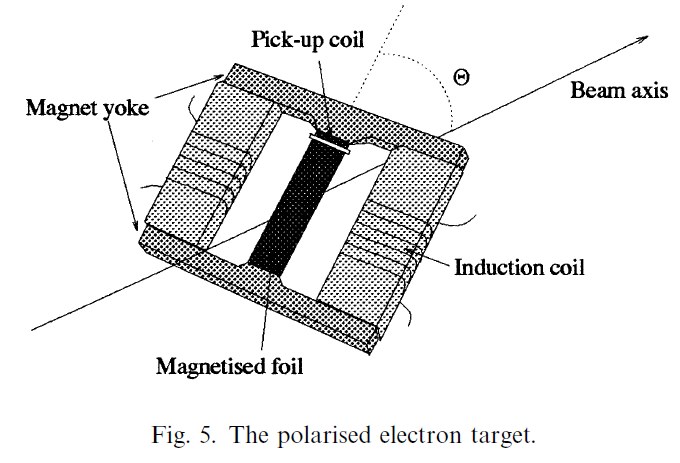 Pick-up coil
Θ
Beam axis
Magnet yoke
Induction coil
Magnetised foil
Fig. 5. The polarised electron target.